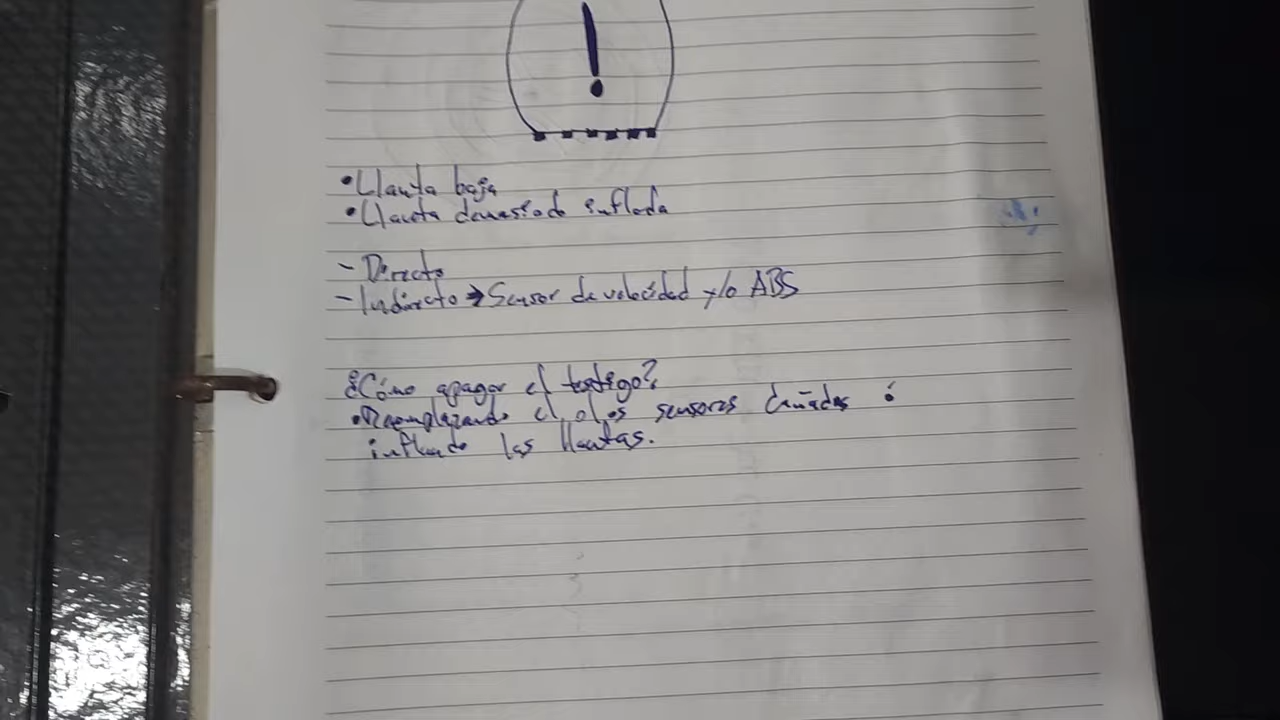 !
• Llanta baja
• Llanta demasiado inflada
- Directo
- Indirecto → Sensor de velocidad y/o ABS
¿Cómo apagar el testigo?
• Reemplazando el o los sensores dañados ó
inflando las llantas.